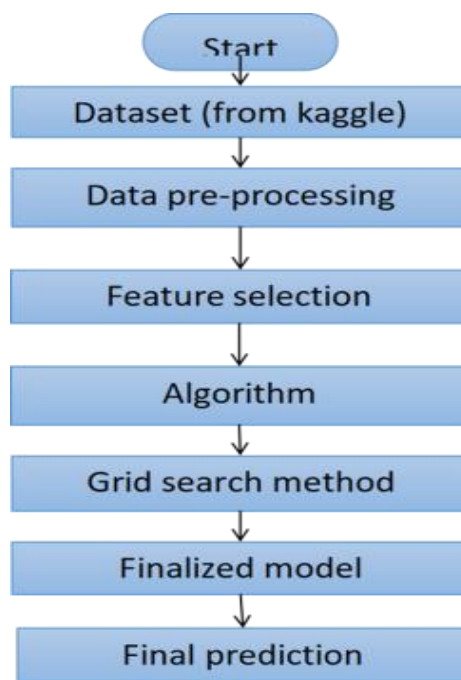 Start
Dataset (from kaggle)
Data pre-processing
Feature selection
Algorithm
Grid search method
Finalized model
Final prediction